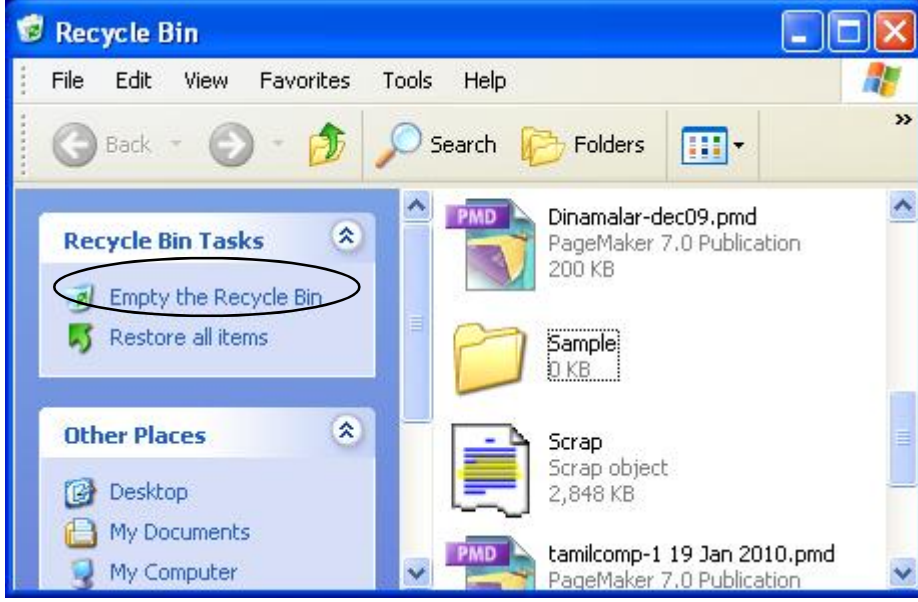 Recycle Bin
File Edit View Favorites Tools Help
Back Search Folders
»
Recycle Bin Tasks
Empty the Recycle Bin
Restore all items
Other Places
Desktop
My Documents
My Computer
PMD
Dinamalar-dec09.pmd
PageMaker 7.0 Publication
200 KB
Sample
0 KB
Scrap
Scrap object
2,848 KB
PMD
tamilcomp-1 19 Jan 2010.pmd
PageMaker 7.0 Publication